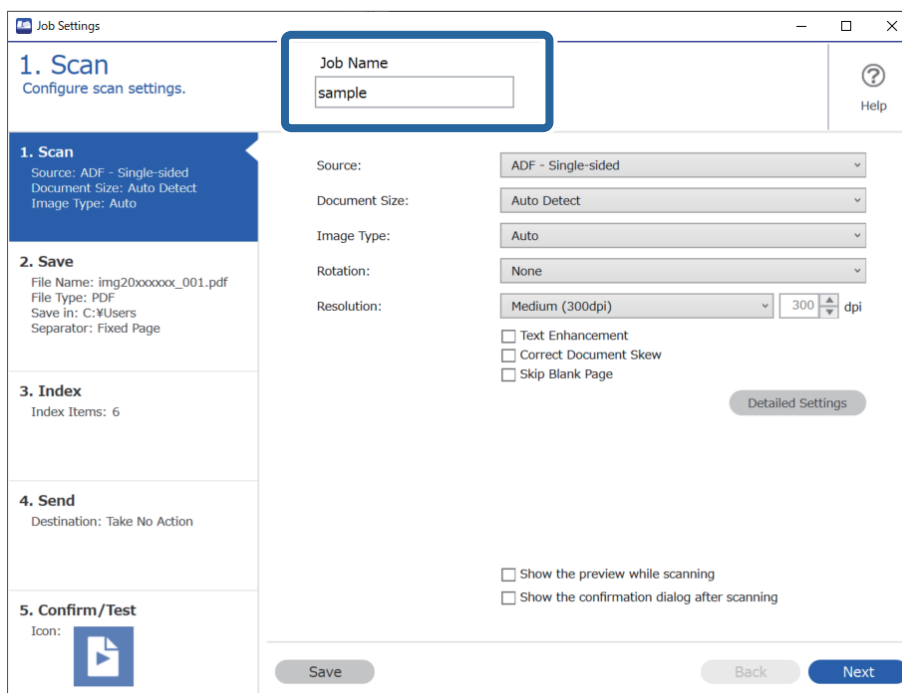 Job Settings
1. Scan
Configure scan settings.
Job Name
sample
Help
1. Scan
Source: ADF - Single-sided
Document Size: Auto Detect
Image Type: Auto
2. Save
File Name: img20xxxxxx_001.pdf
File Type: PDF
Save in: C:¥Users
Separator: Fixed Page
3. Index
Index Items: 6
4. Send
Destination: Take No Action
5. Confirm/Test
Icon:
Source: ADF - Single-sided
Document Size: Auto Detect
Image Type: Auto
Rotation: None
Resolution: Medium (300dpi) 300 dpi
Text Enhancement
Correct Document Skew
Skip Blank Page
Detailed Settings
Show the preview while scanning
Show the confirmation dialog after scanning
Save Back Next